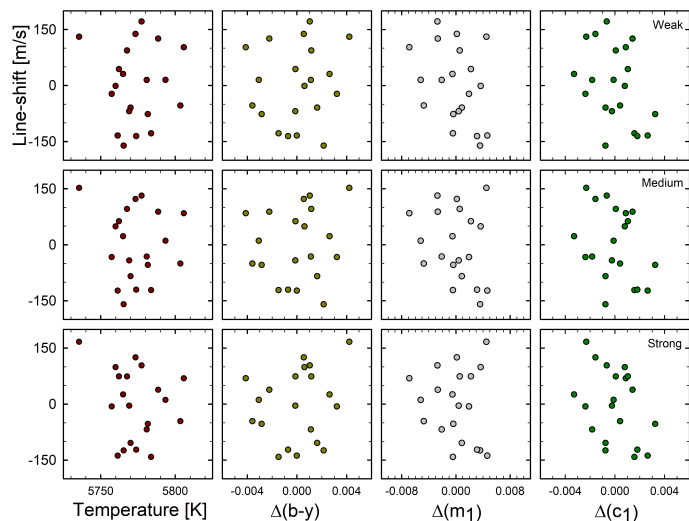 150
0
-150
Weak
Line-shift [m/s]
150
0
-150
Medium
150
0
-150
Strong
5750 5800
-0.004 0.000 0.004
-0.008 0.000 0.008
-0.004 0.000 0.004
Temperature [K]
Δ(b-y)
Δ(m1)
Δ(c1)